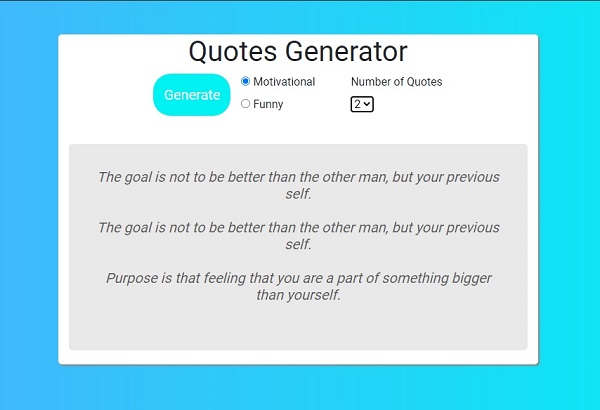 Quotes Generator
Generate
Motivational
Number of Quotes
Funny
2
The goal is not to be better than the other man, but your previous
self.
The goal is not to be better than the other man, but your previous
self.
Purpose is that feeling that you are a part of something bigger
than yourself.